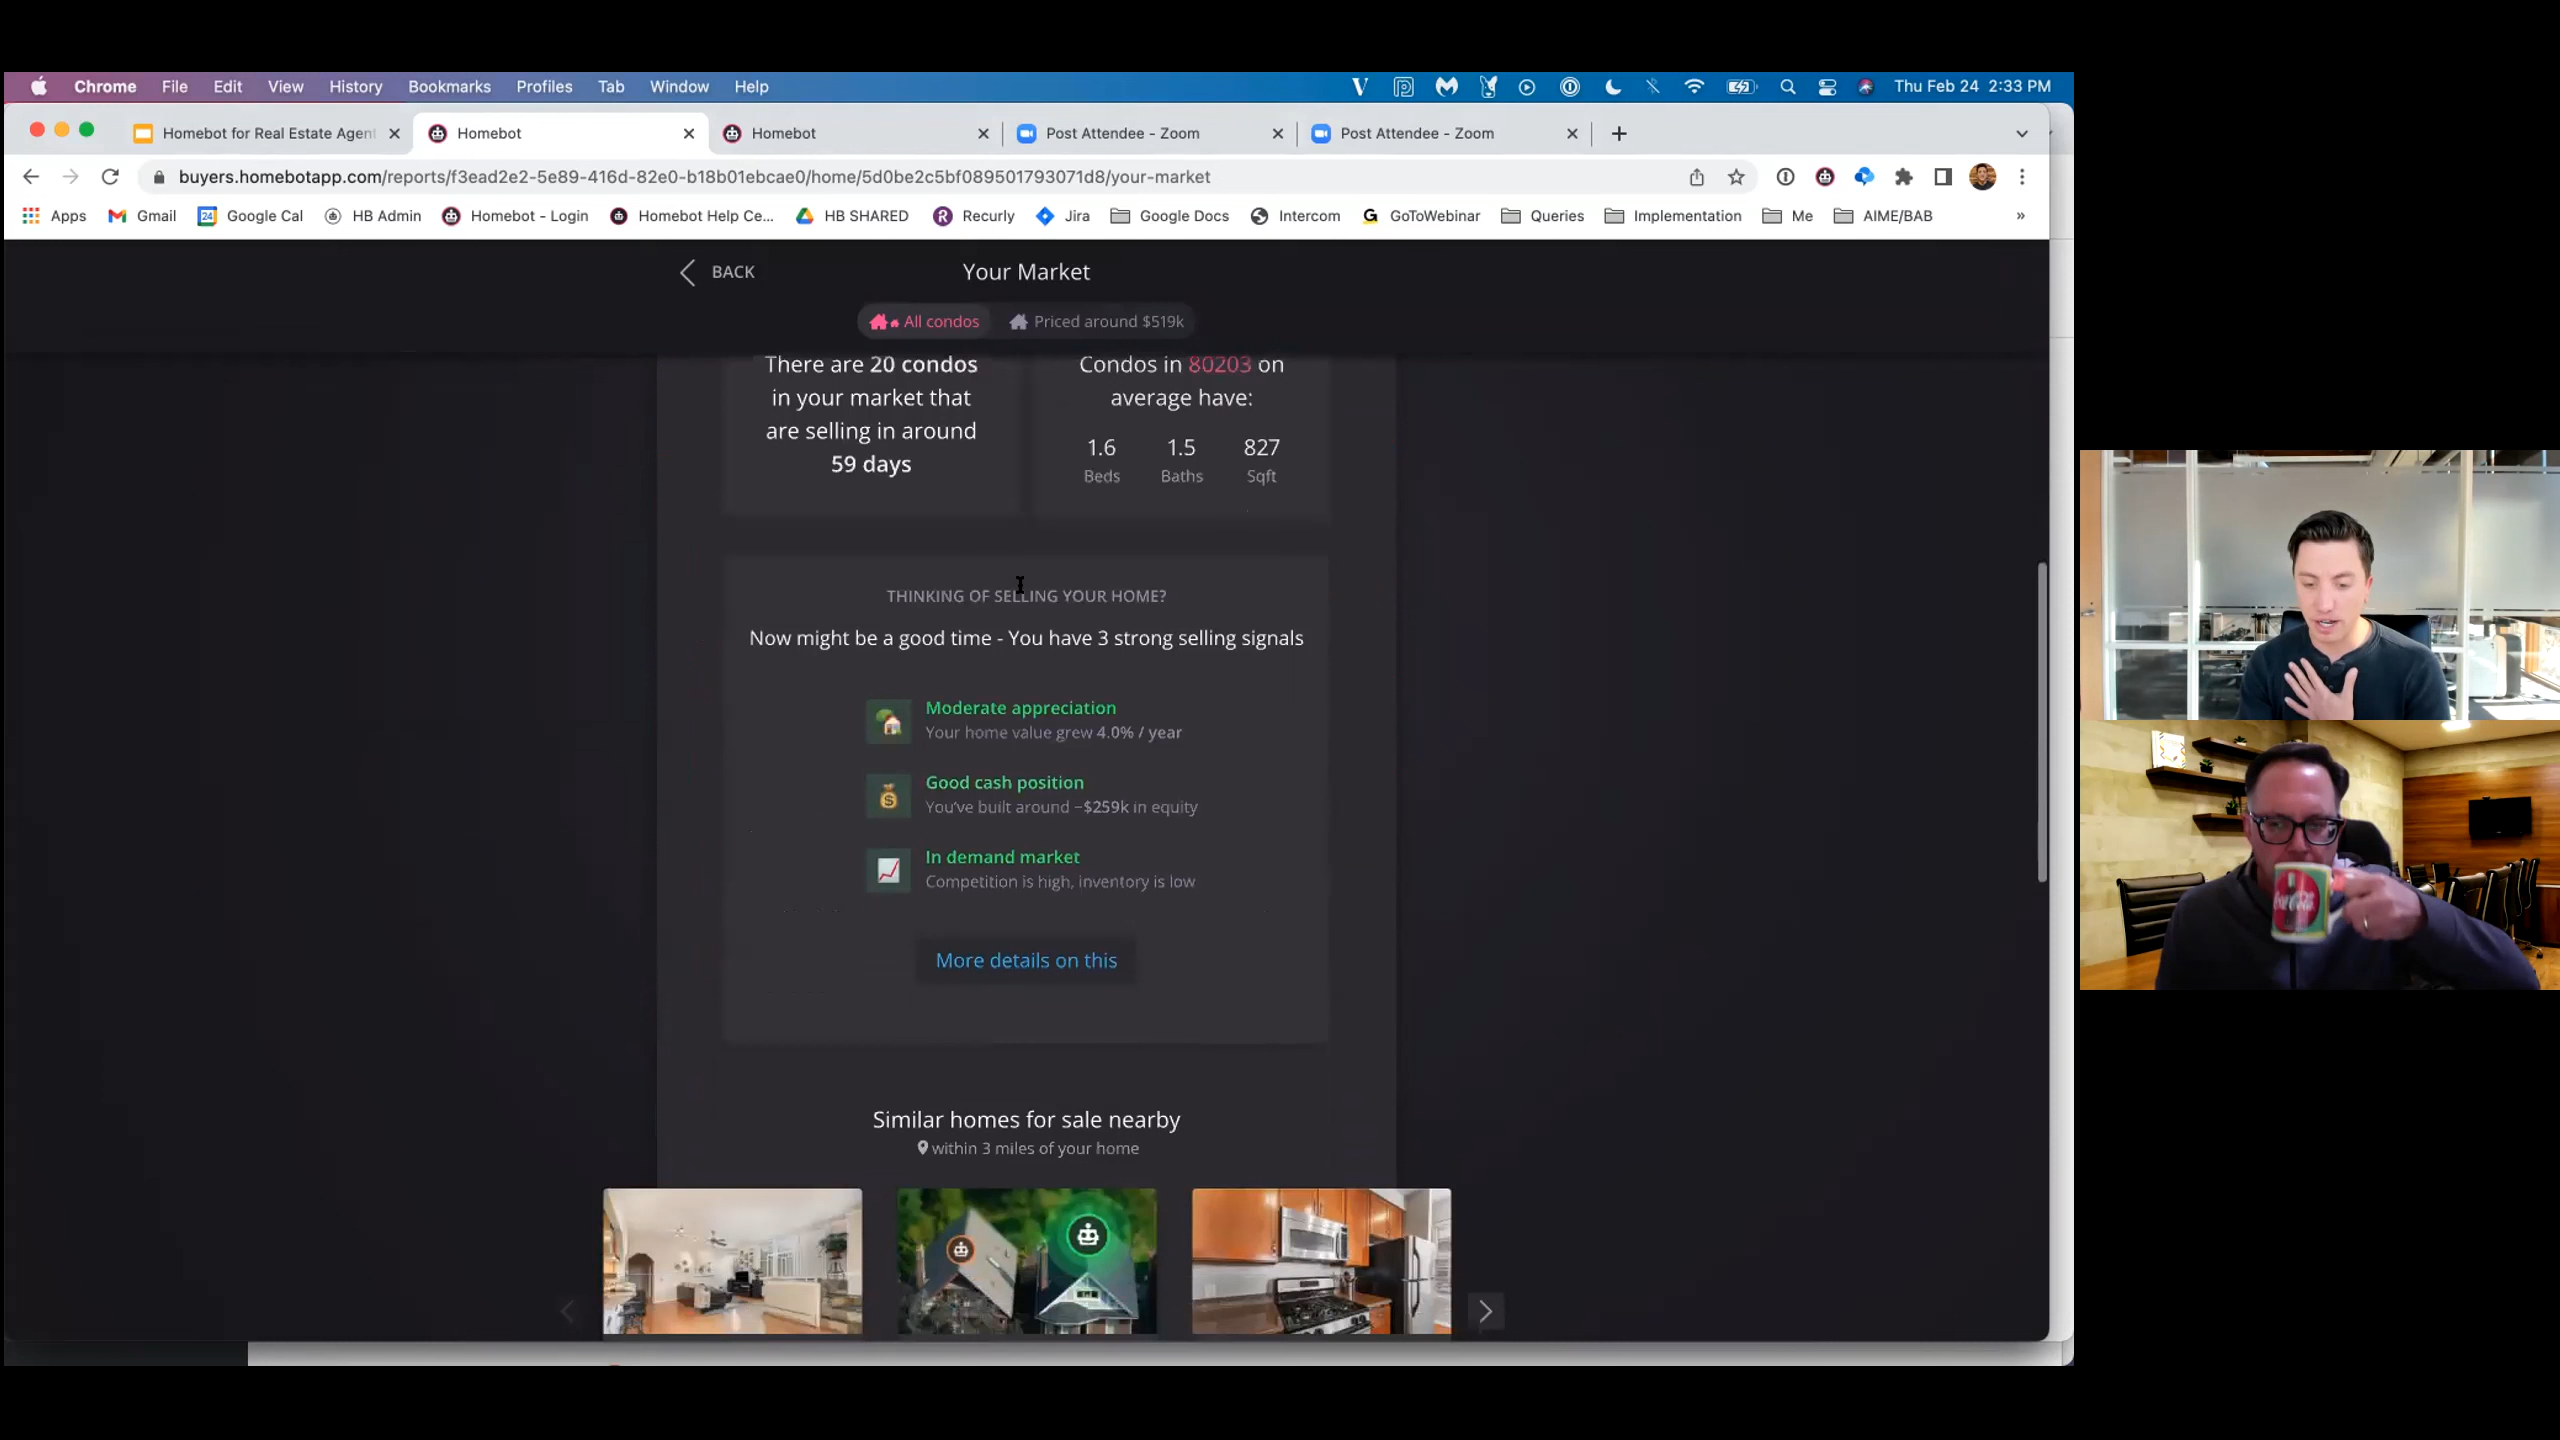 Chrome File Edit View History Bookmarks Profiles Tab Window Help Thu Feb 24 2:33 PM
Homebot for Real Estate Agen Homebot Homebot Post Attendee - Zoom Post Attendee - Zoom
buyers.homebotapp.com/reports/f3ead2e2-5e89-416d-82e0-b18b01ebcae0/home/5d0be2c5bf089501793071d8/your-market
Apps Gmail 24 Google Cal HB Admin Homebot - Login Homebot Help Ce... HB SHARED R Recurly Jira Google Docs Intercom G GoToWebinar Queries Implementation Me AIME/BAB »
BACK
Your Market
All condos Priced around $519k
There are 20 condos
in your market that
are selling in around
59 days
Condos in 80203 on
average have:
1.6 1.5 827
Beds Baths Sqft
THINKING OF SELLING YOUR HOME?
Now might be a good time - You have 3 strong selling signals
Moderate appreciation
Your home value grew 4.0% / year
Good cash position
You've built around ~$259k in equity
In demand market
Competition is high, inventory is low
More details on this
Similar homes for sale nearby
within 3 miles of your home
Coca-Cola